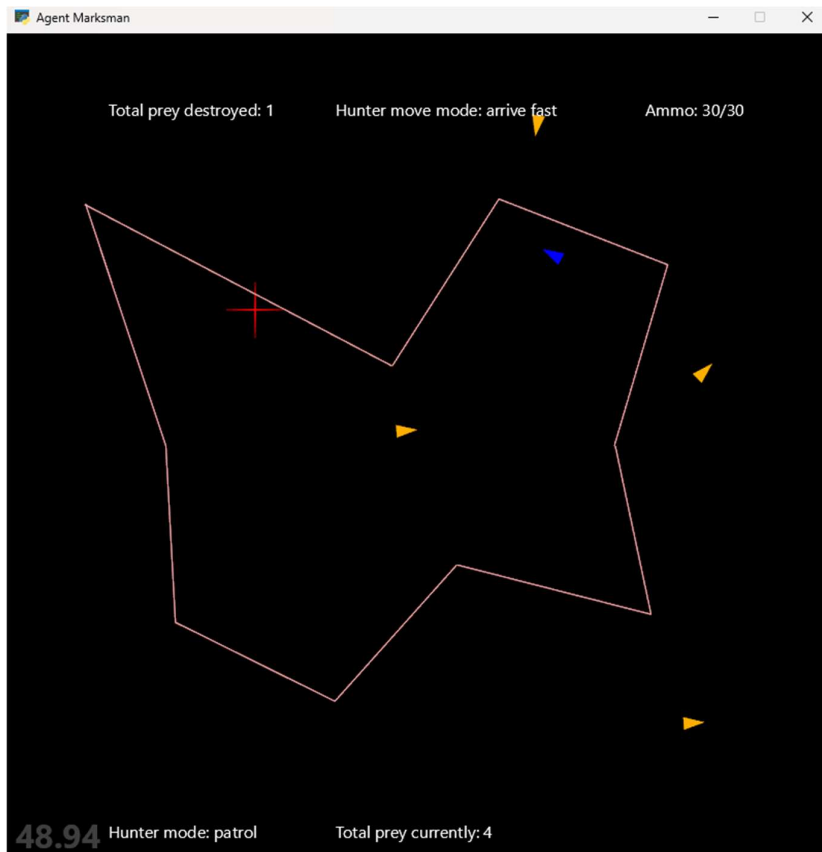 Agent Marksman
Total prey destroyed: 1 Hunter move mode: arrive fast Ammo: 30/30
48.94 Hunter mode: patrol Total prey currently: 4